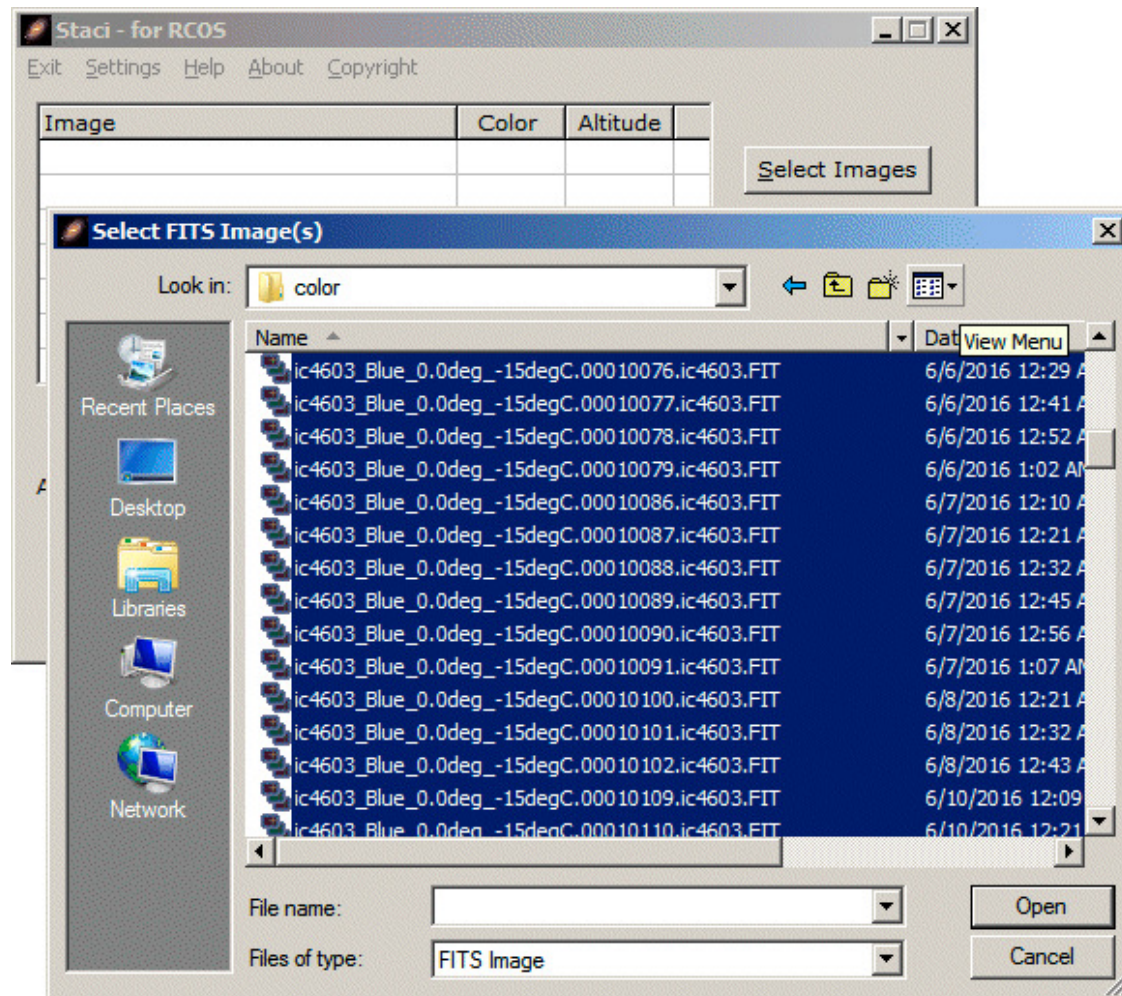 Staci - for RCOS
Exit Settings Help About Copyright
Image Color Altitude
Select Images
Select FITS Image(s)
Look in: color
Name Dat View Menu
ic4603_Blue_0.0deg_-15degC.00010076.ic4603.FIT 6/6/2016 12:29 A
ic4603_Blue_0.0deg_-15degC.00010077.ic4603.FIT 6/6/2016 12:41 A
ic4603_Blue_0.0deg_-15degC.00010078.ic4603.FIT 6/6/2016 12:52 A
ic4603_Blue_0.0deg_-15degC.00010079.ic4603.FIT 6/6/2016 1:02 AM
ic4603_Blue_0.0deg_-15degC.00010086.ic4603.FIT 6/7/2016 12:10 A
ic4603_Blue_0.0deg_-15degC.00010087.ic4603.FIT 6/7/2016 12:21 A
ic4603_Blue_0.0deg_-15degC.00010088.ic4603.FIT 6/7/2016 12:32 A
ic4603_Blue_0.0deg_-15degC.00010089.ic4603.FIT 6/7/2016 12:45 A
ic4603_Blue_0.0deg_-15degC.00010090.ic4603.FIT 6/7/2016 12:56 A
ic4603_Blue_0.0deg_-15degC.00010091.ic4603.FIT 6/7/2016 1:07 AM
ic4603_Blue_0.0deg_-15degC.00010100.ic4603.FIT 6/8/2016 12:21 A
ic4603_Blue_0.0deg_-15degC.00010101.ic4603.FIT 6/8/2016 12:32 A
ic4603_Blue_0.0deg_-15degC.00010102.ic4603.FIT 6/8/2016 12:43 A
ic4603_Blue_0.0deg_-15degC.00010109.ic4603.FIT 6/10/2016 12:09
ic4603_Blue_0.0deg_-15degC.00010110.ic4603.FIT 6/10/2016 12:21
Recent Places
Desktop
Libraries
Computer
Network
A
File name:
Open
Files of type: FITS Image
Cancel